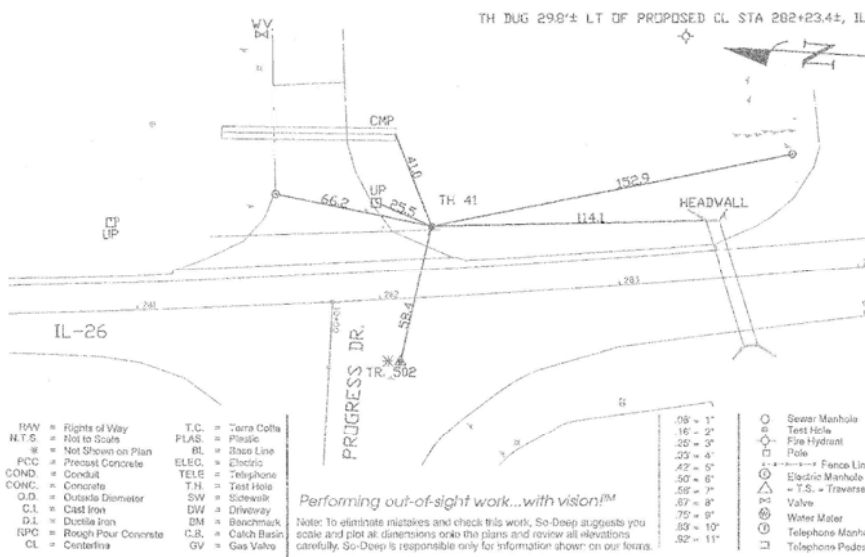 TH DUG 29.8'± LT OF PROPOSED CL STA 282+23.4±, IL
WV
N
CMP
41.0
152.9
UP
TH 41
66.2
25.5
HEADWALL
114.1
UP
283
282
281
58.4
IL-26
PROGRESS DR.
TR. 502
R/W = Rights of Way
N.T.S. = Not to Scale
※ = Not Shown on Plan
PCC = Precast Concrete
COND. = Conduit
CONC. = Concrete
O.D. = Outside Diameter
C.I. = Cast Iron
D.I. = Ductile Iron
RPC = Rough Pour Concrete
CL = Centerline
T.C. = Terra Cotta
PLAS. = Plastic
BL = Base Line
ELEC. = Electric
TELE = Telephone
T.H. = Test Hole
SW = Sidewalk
DW = Driveway
BM = Benchmark
C.B. = Catch Basin
GV = Gas Valve
Performing out-of-sight work...with vision!℠
Note: To eliminate mistakes and check this work, So-Deep suggests you
scale and plot all dimensions onto the plans and review all elevations
carefully. So-Deep is responsible only for information shown on our forms.
.08' = 1"
.16' = 2"
.25' = 3"
.33' = 4"
.42' = 5"
.50' = 6"
.58' = 7"
.67' = 8"
.75' = 9"
.83' = 10"
.92' = 11"
Sewer Manhole
Test Hole
Fire Hydrant
Pole
Fence Lin
Electric Manhole
= T.S. = Traverse
Valve
Water Meter
Telephone Manh
Telephone Pedes